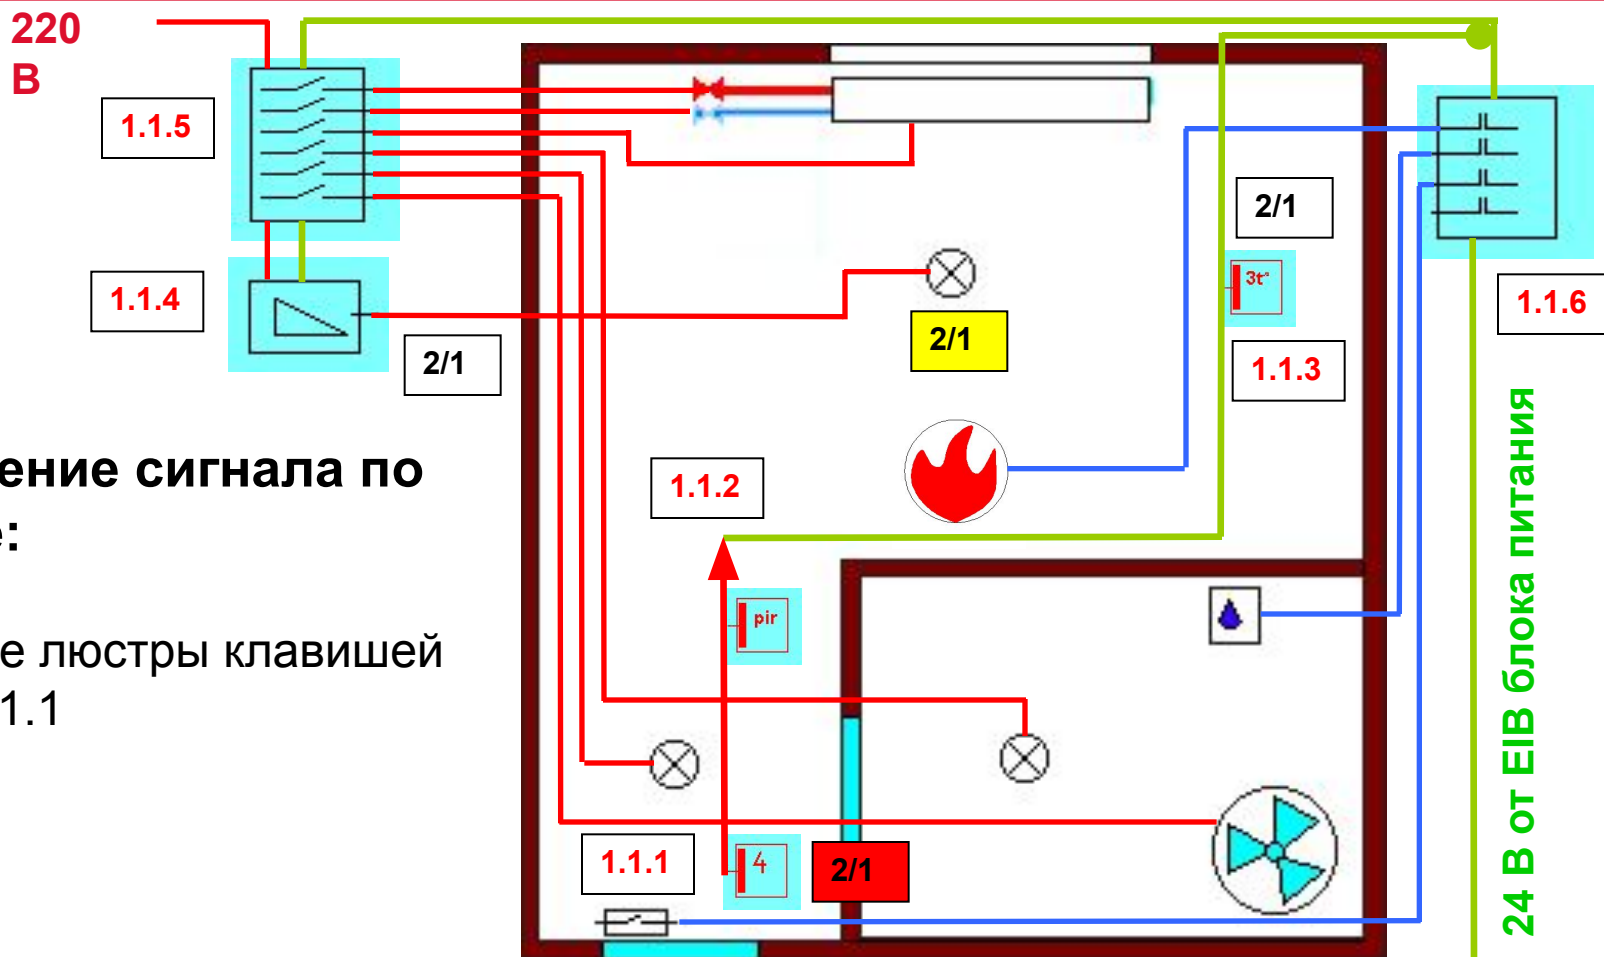 220
В
1.1.5
2/1
3t°
1.1.4
1.1.6
2/1
2/1
1.1.3
ение сигнала по
1.1.2
е:
pir
е люстры клавишей
1.1
1.1.1
4
2/1
24 В от EIB блока питания